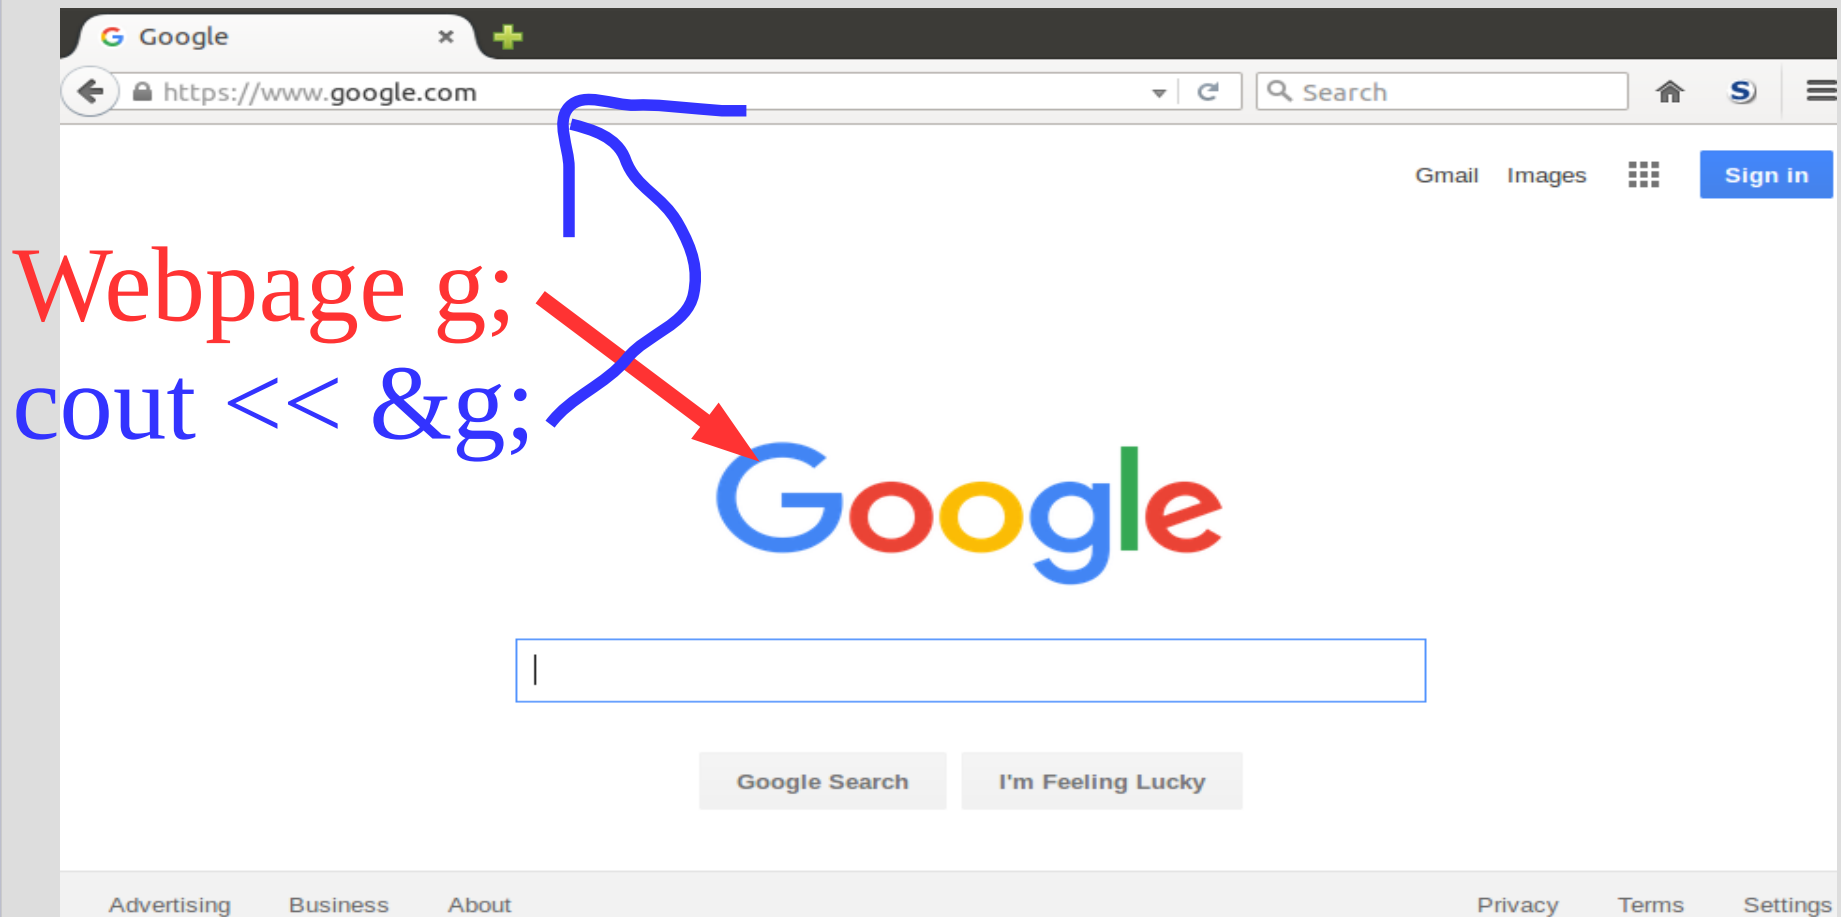 Google
https://www.google.com Search S
Gmail Images Sign in
Webpage g;
cout << &g;
Google
Google Search I'm Feeling Lucky
Advertising Business About Privacy Terms Settings